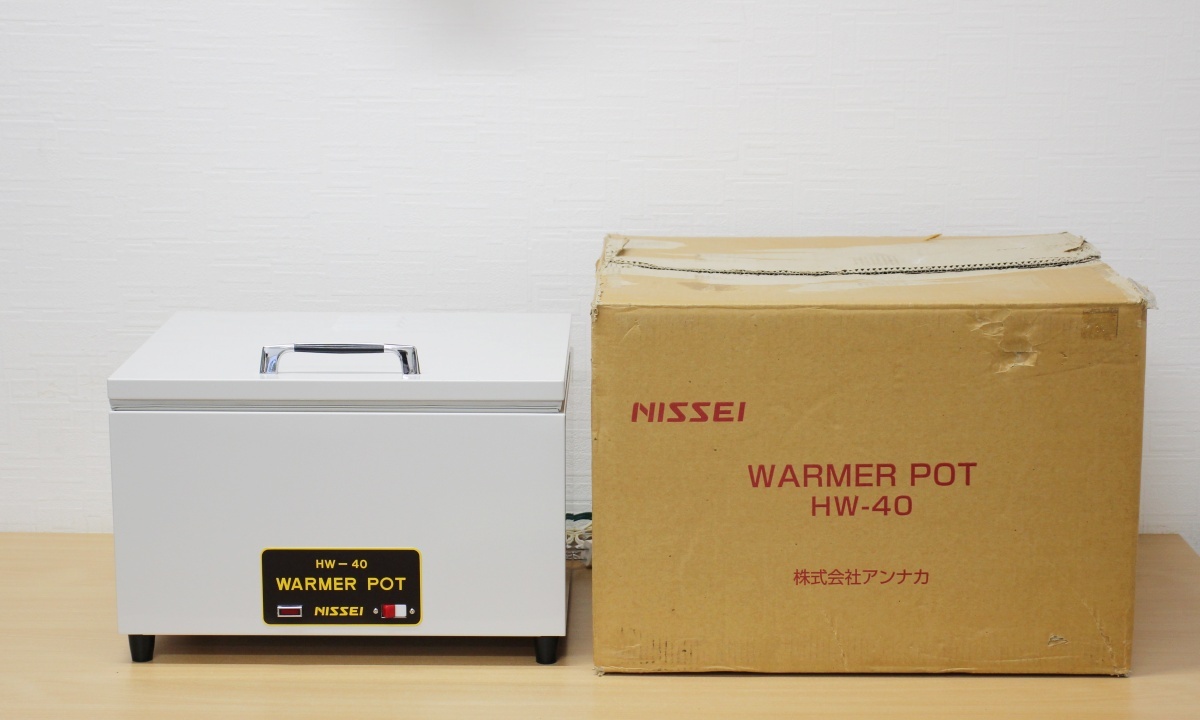 HW-40
WARMER POT
NISSEI
NISSEI
WARMER POT
HW-40
株式会社アンナカ